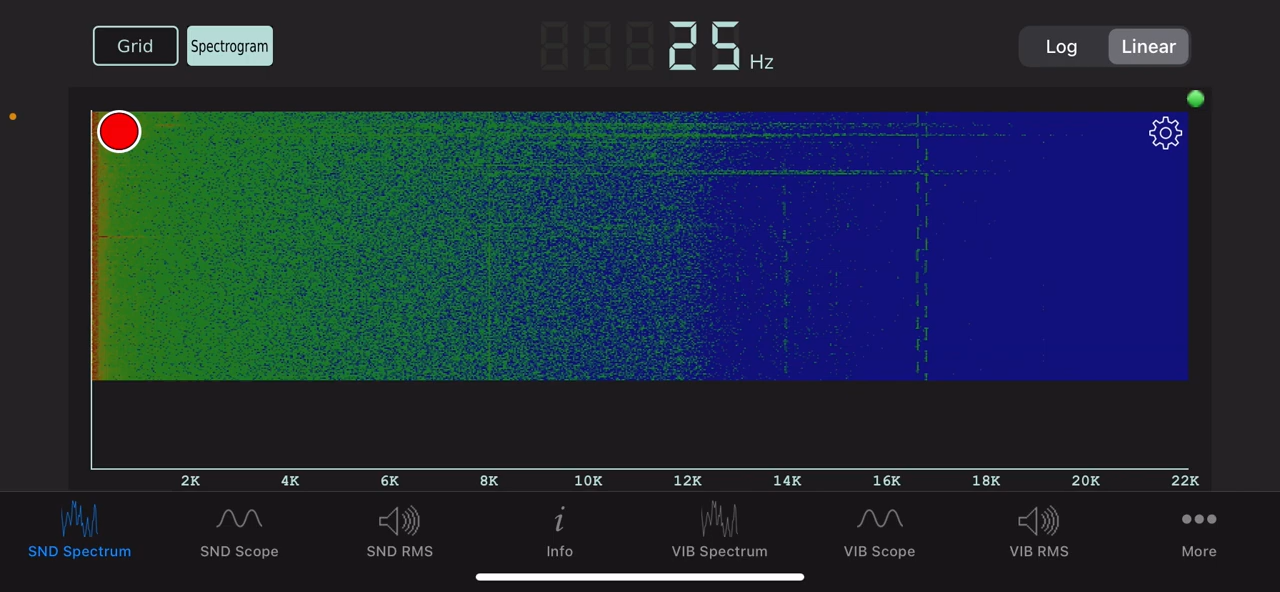 Grid Spectrogram 25 Hz Log Linear
2K 4K 6K 8K 10K 12K 14K 16K 18K 20K 22K
SND Spectrum SND Scope SND RMS Info VIB Spectrum VIB Scope VIB RMS More